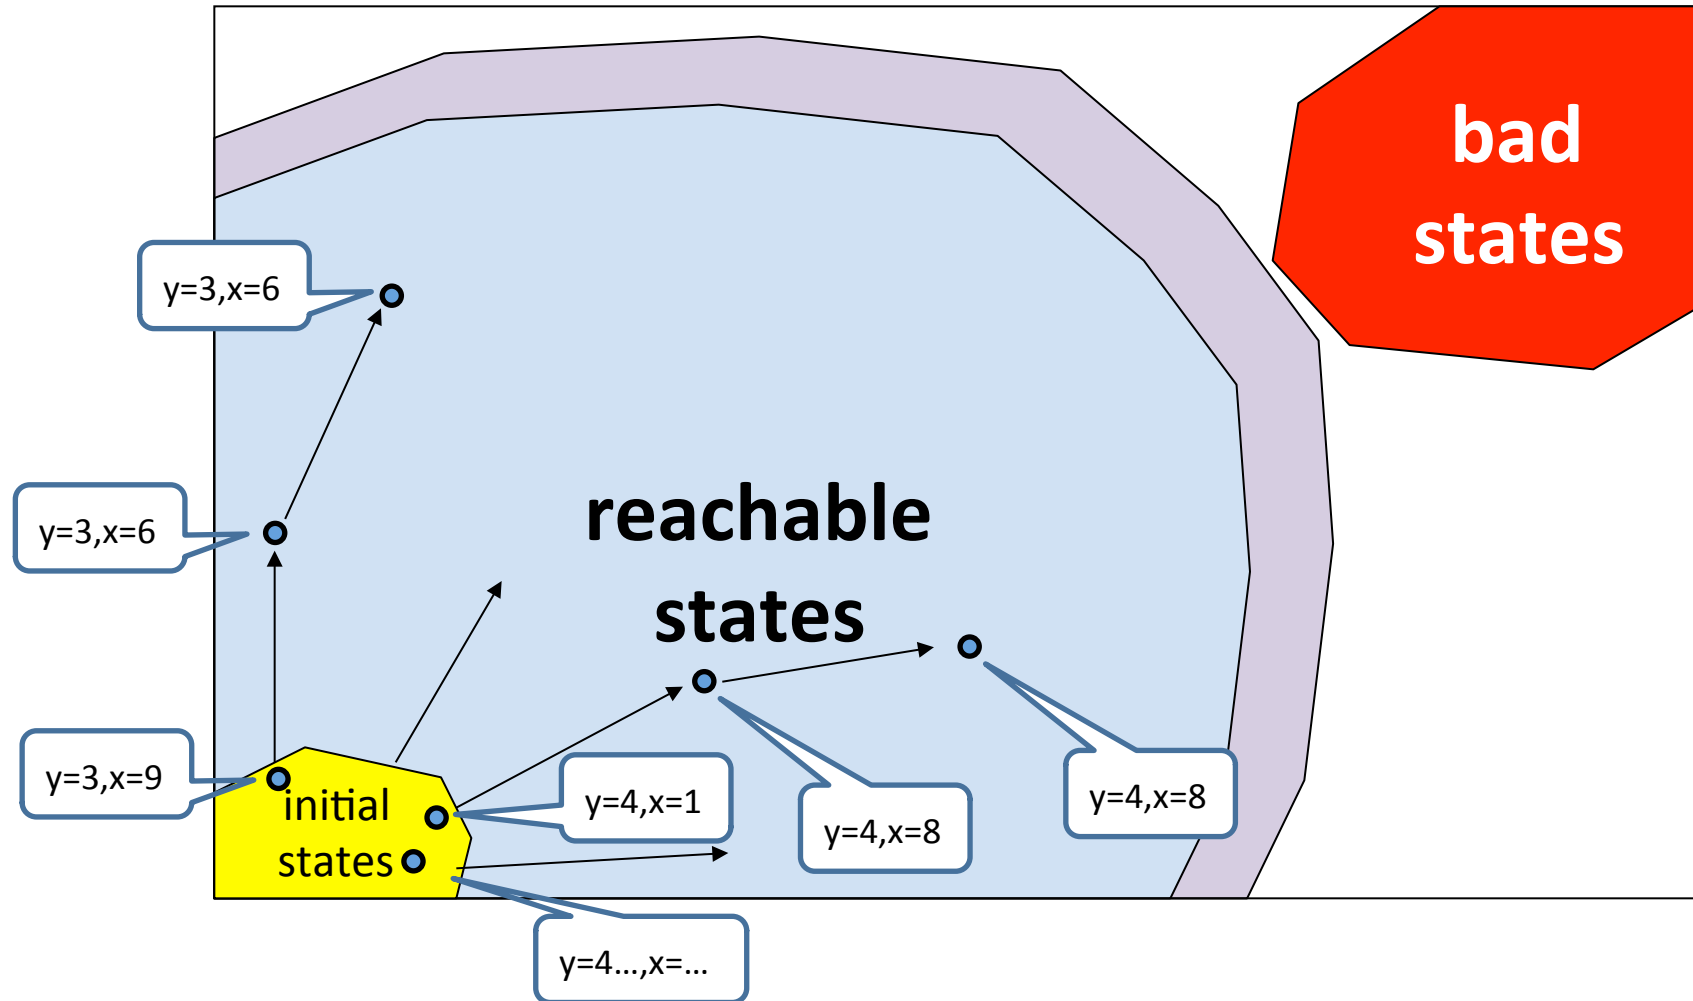 bad
states
y=3,x=6
y=3,x=6
reachable
states
y=3,x=9
initial
states
y=4,x=1
y=4,x=8
y=4,x=8
y=4...,x=...